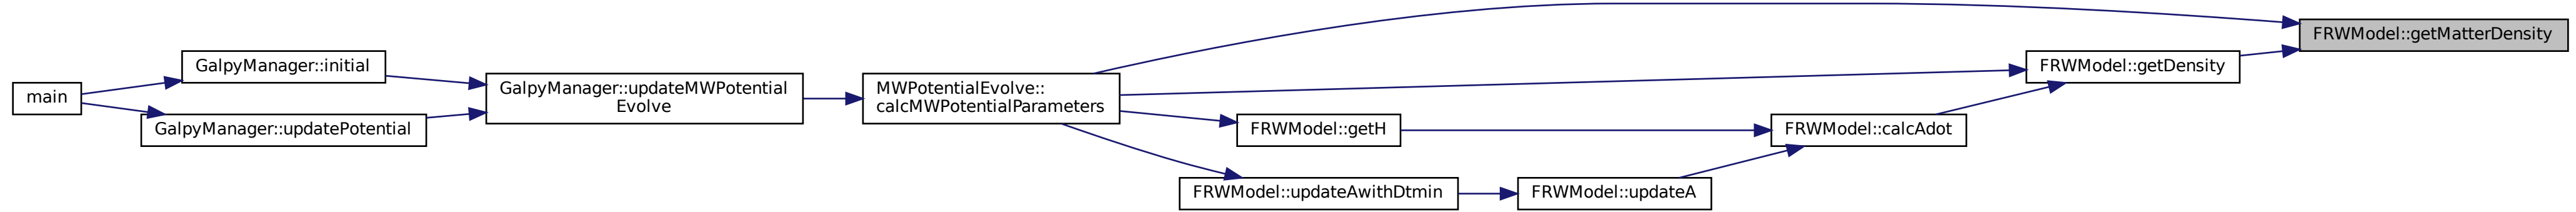 main
GalpyManager::initial
GalpyManager::updatePotential
GalpyManager::updateMWPotential
Evolve
MWPotentialEvolve::
calcMWPotentialParameters
FRWModel::getH
FRWModel::updateAwithDtmin
FRWModel::updateA
FRWModel::calcAdot
FRWModel::getDensity
FRWModel::getMatterDensity